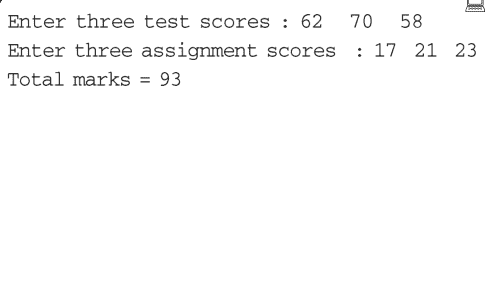 Enter three test scores : 62 70 58
Enter three assignment scores : 17 21 23
Total marks = 93